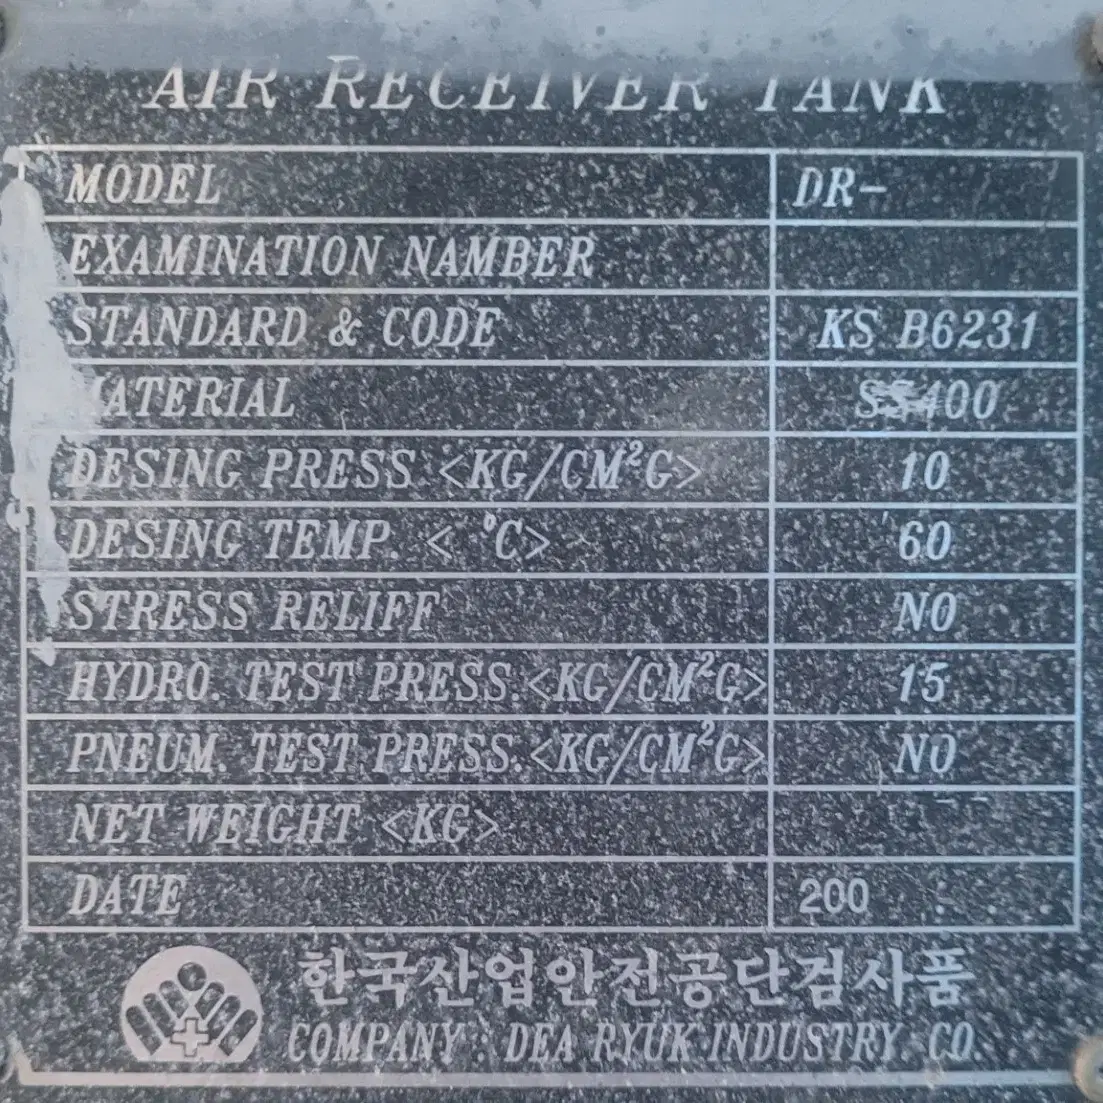 AIR RECEIVER TANK
MODEL DR-
EXAMINATION NAMBER
STANDARD & CODE KS B6231
MATERIAL SS400
DESING PRESS <KG/CM²G> 10
DESING TEMP. < °C> 60
STRESS RELIFF NO
HYDRO. TEST PRESS.<KG/CM²G> 15
PNEUM. TEST PRESS.<KG/CM²G> NO
NET WEIGHT <KG>
DATE 200 . .
한국산업안전공단검사품
COMPANY : DEA RYUK INDUSTRY CO.